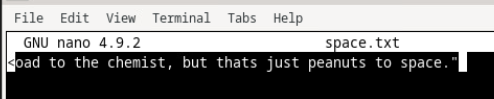 File Edit View Terminal Tabs Help
GNU nano 4.9.2 space.txt
<oad to the chemist, but thats just peanuts to space."